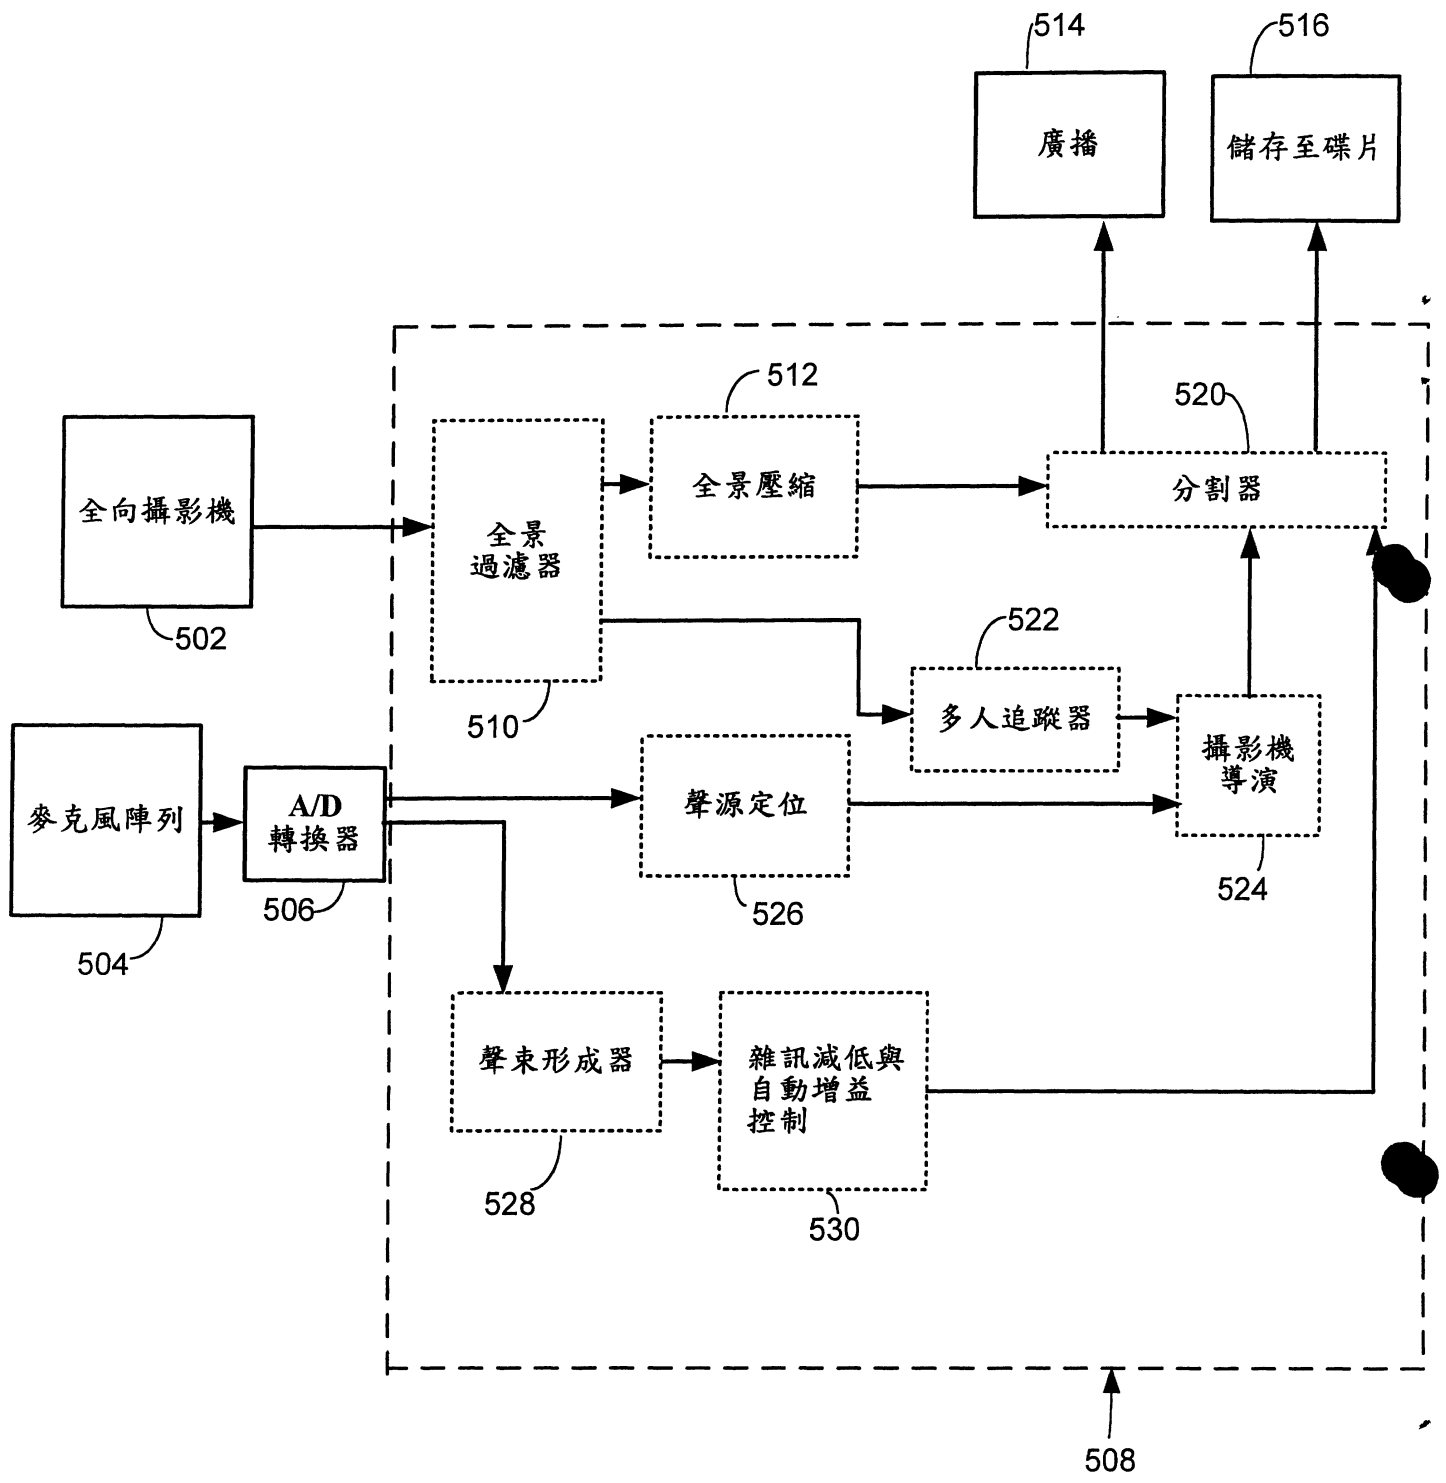 514
516
廣播
儲存至碟片
512
520
全向攝影機
全景
過濾器
全景壓縮
分割器
502
510
522
多人追蹤器
攝影機
導演
麥克風陣列
A/D
轉換器
聲源定位
504
506
526
524
聲束形成器
雜訊減低與
自動增益
控制
528
530
508